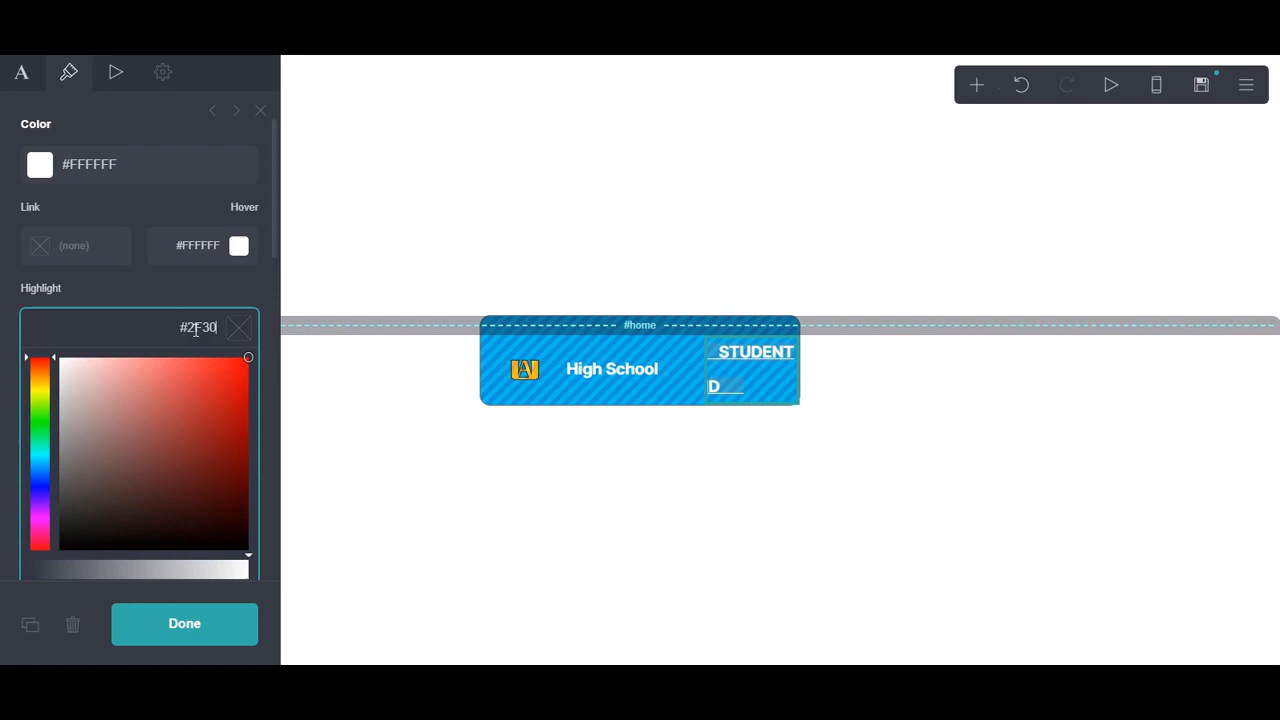 A
Color
#FFFFFF
Link
Hover
(none)
#FFFFFF
Highlight
#2F30
Done
#home
A
High School
STUDENT
D